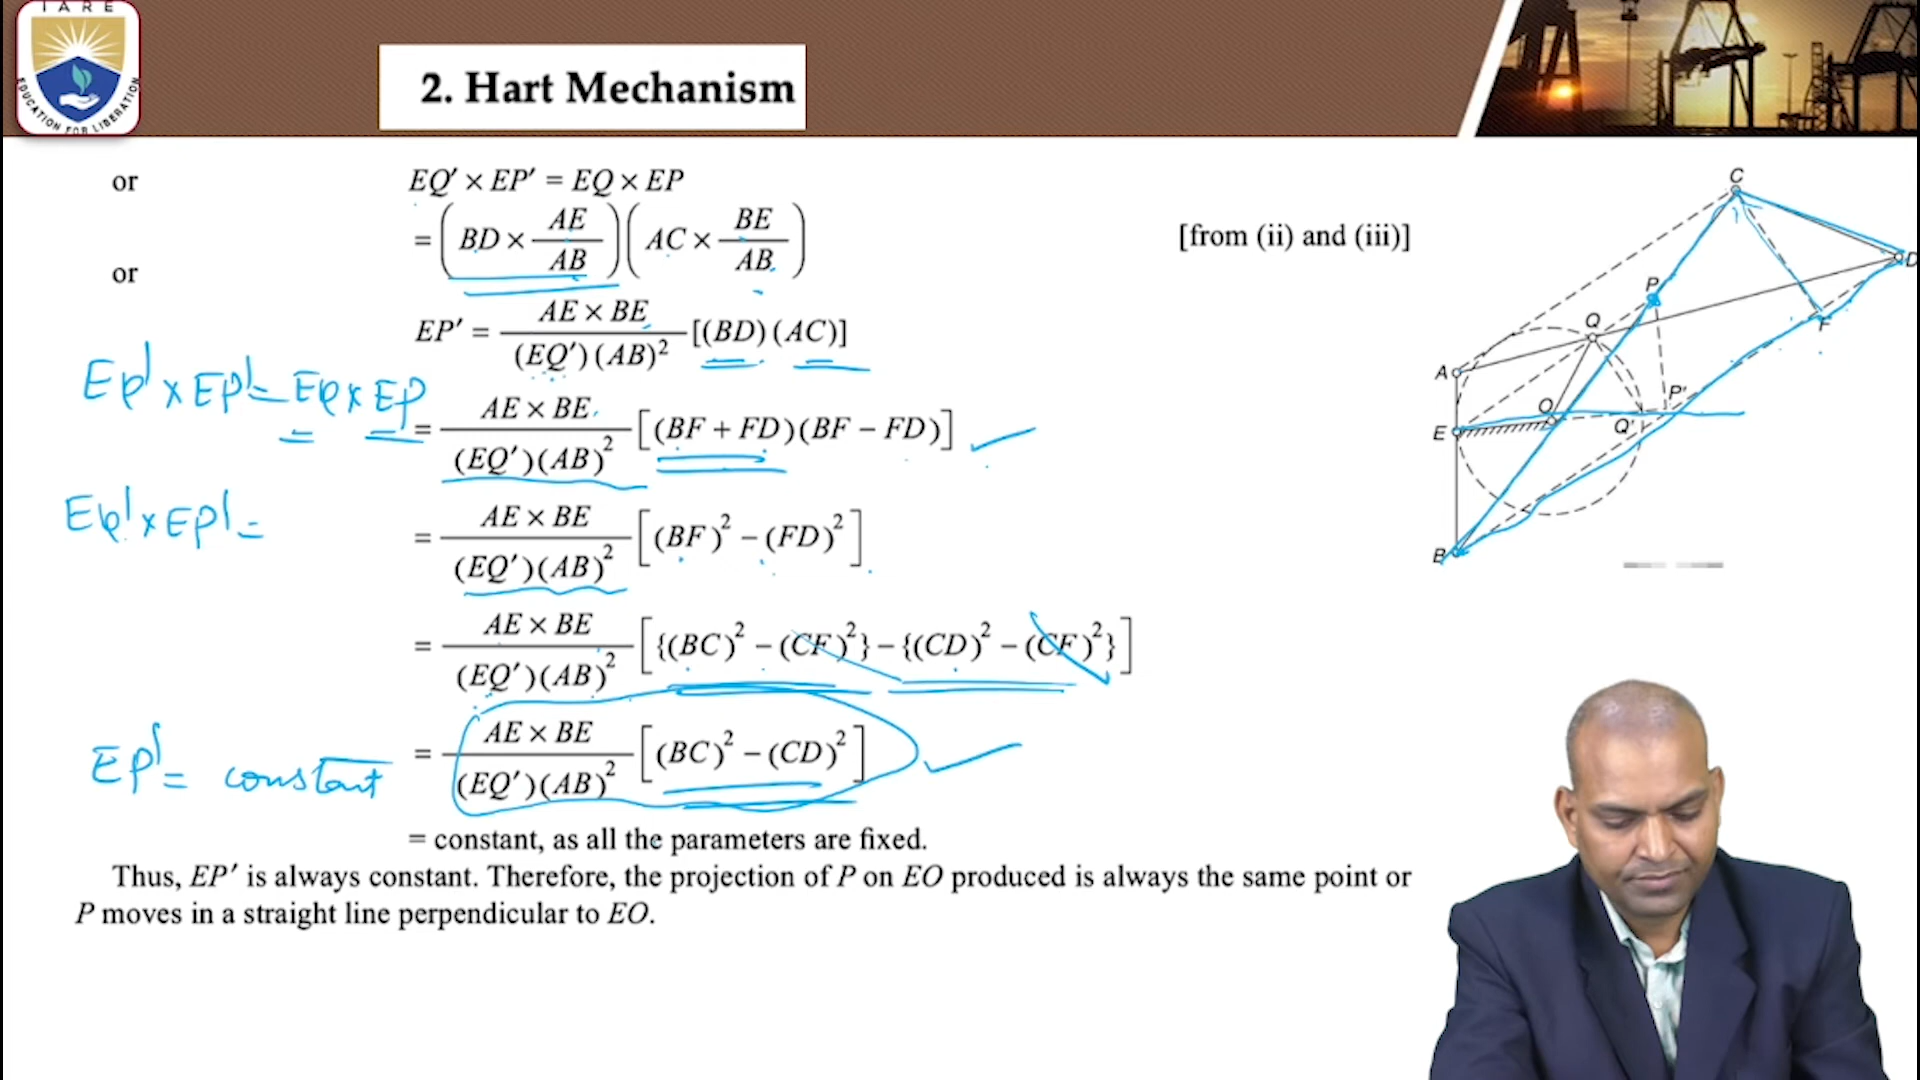 IARE
EDUCATION FOR LIBERATION
2. Hart Mechanism
or EQ′ × EP′ = EQ × EP
= (BD × AE/AB)(AC × BE/AB) [from (ii) and (iii)]
or
EP′ = AE × BE/(EQ′)(AB)² [(BD)(AC)]
EQ′ × EP′ = EQ × EP
= AE × BE/(EQ′)(AB)² [(BF + FD)(BF − FD)]
EQ′ × EP′ =
= AE × BE/(EQ′)(AB)² [(BF)² − (FD)²]
= AE × BE/(EQ′)(AB)² [{(BC)² − (CF)²} − {(CD)² − (CF)²}]
EP′ = constant
= AE × BE/(EQ′)(AB)² [(BC)² − (CD)²]
= constant, as all the parameters are fixed.
Thus, EP′ is always constant. Therefore, the projection of P on EO produced is always the same point or
P moves in a straight line perpendicular to EO.
C
D
P
Q
F
A
P′
O
E
Q′
B